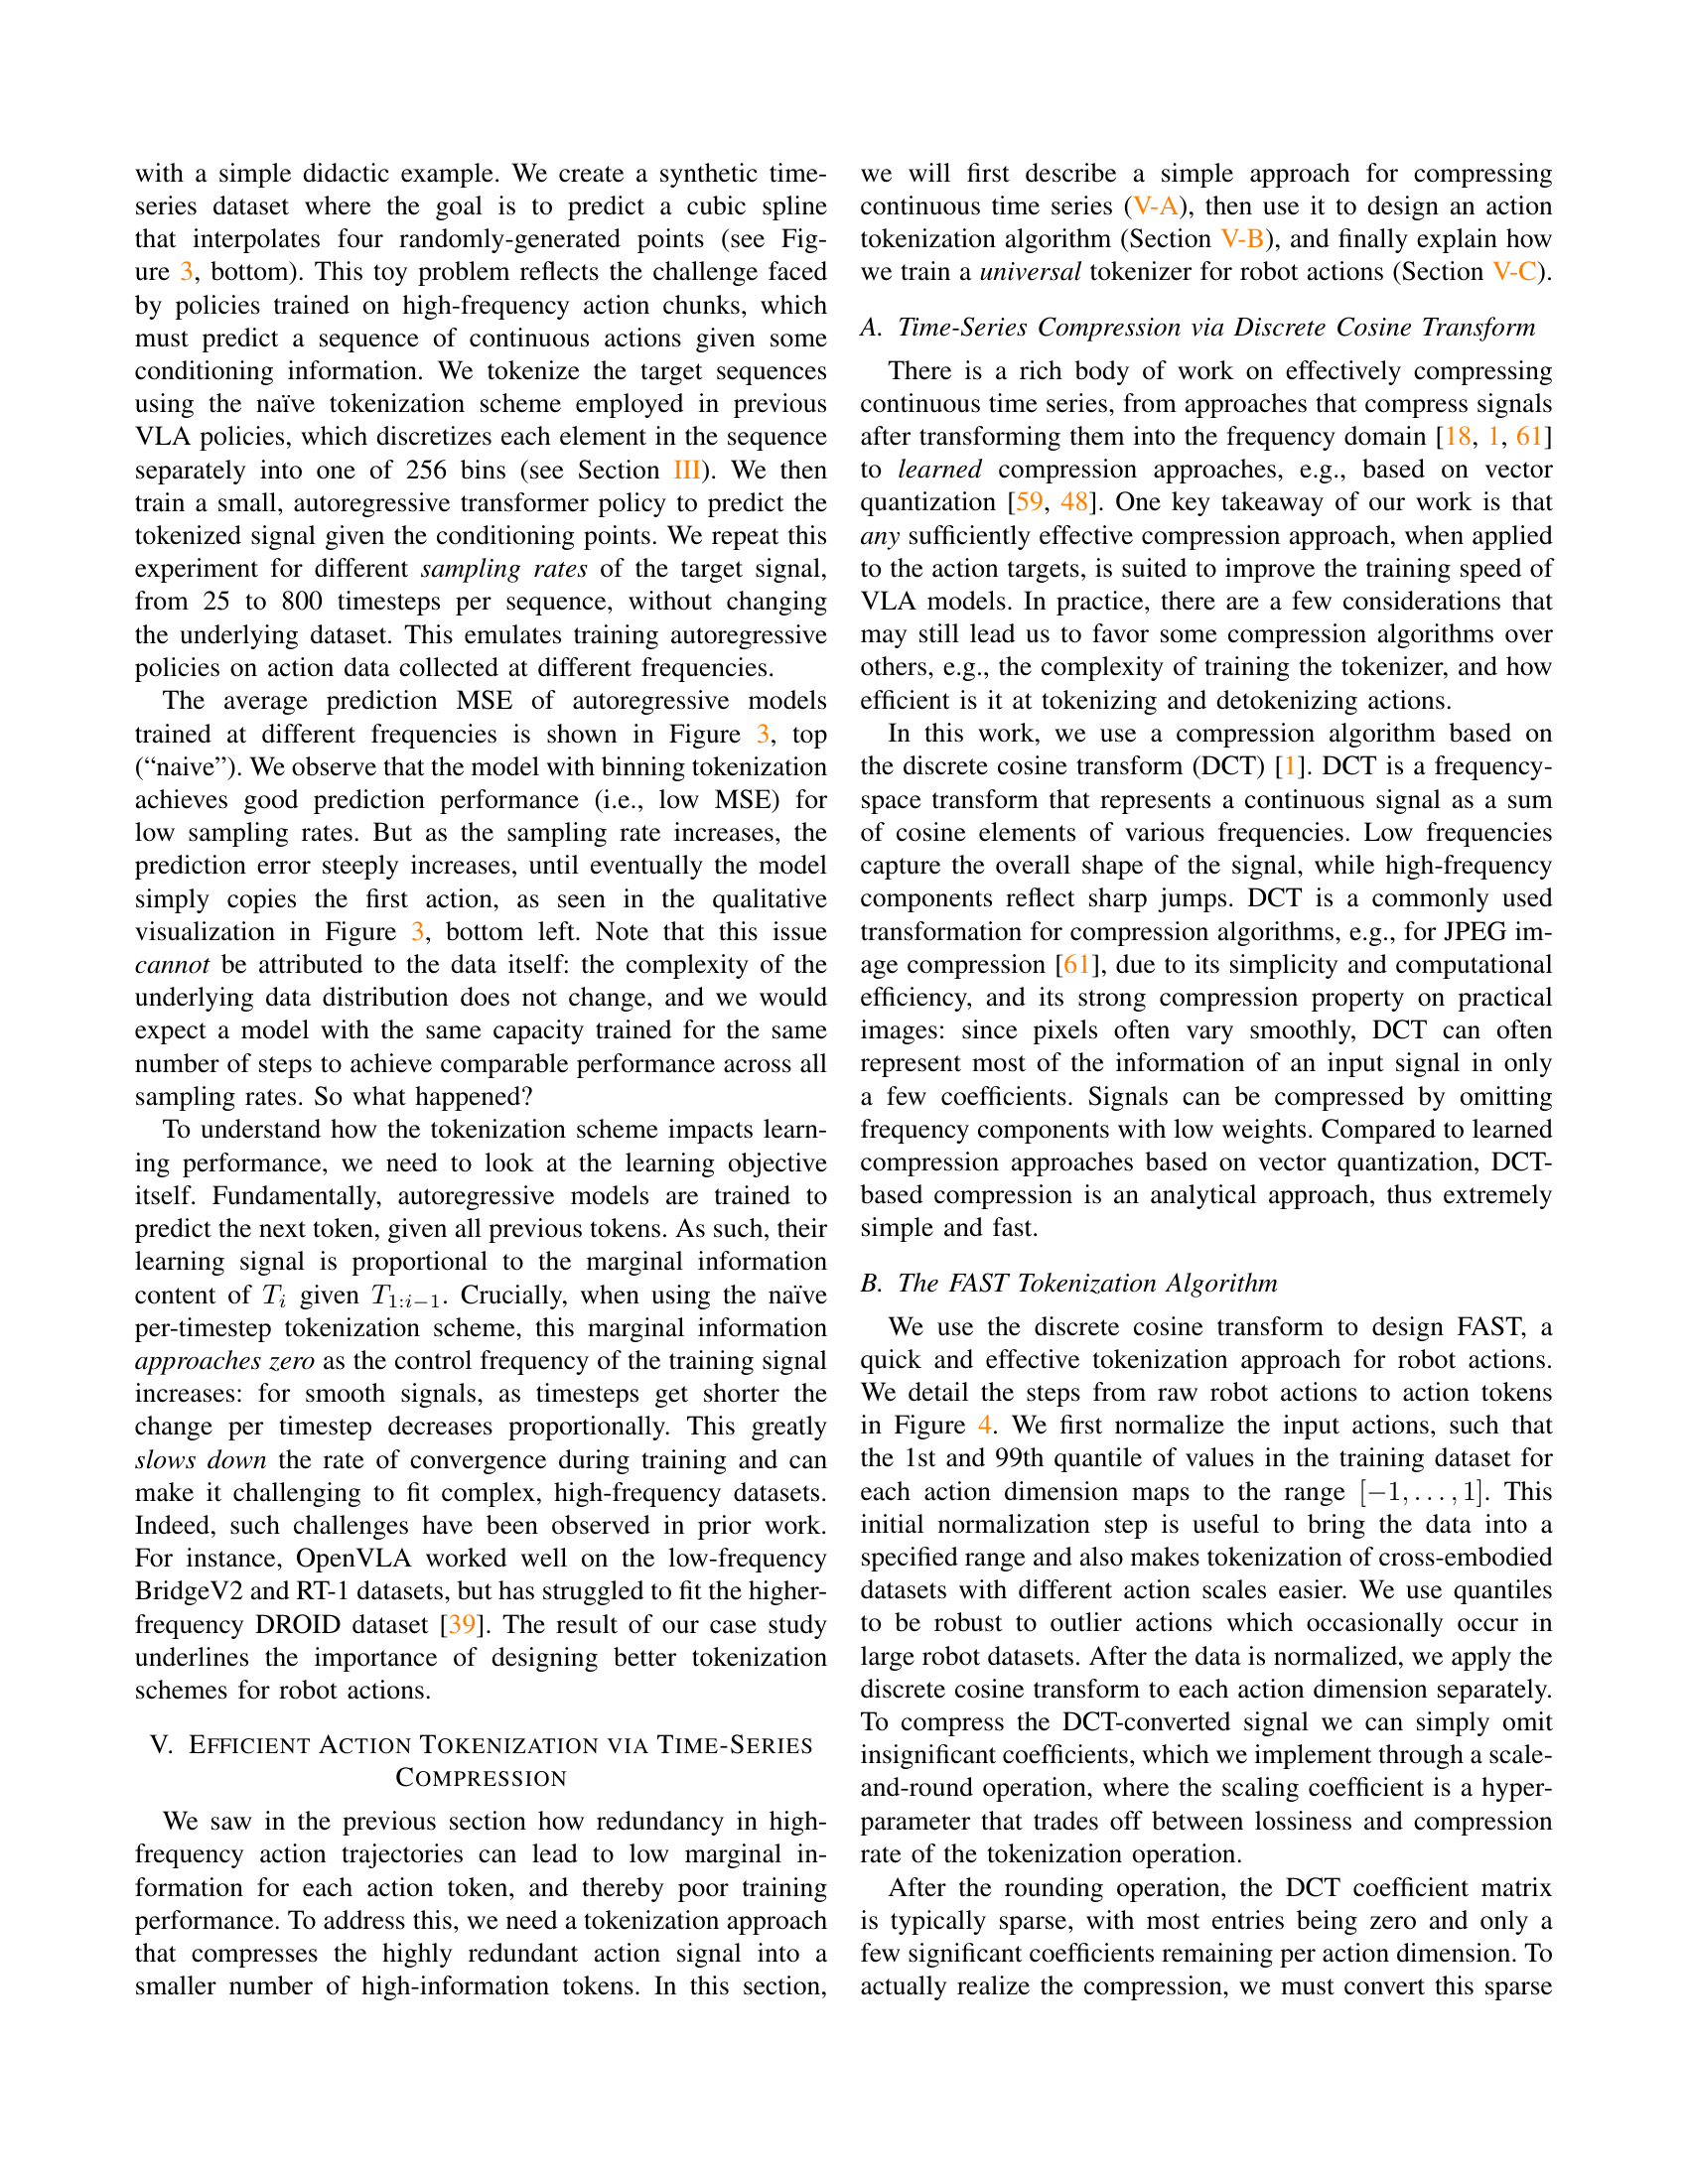 with a simple didactic example. We create a synthetic time-
series dataset where the goal is to predict a cubic spline
that interpolates four randomly-generated points (see Fig-
ure 3, bottom). This toy problem reflects the challenge faced
by policies trained on high-frequency action chunks, which
must predict a sequence of continuous actions given some
conditioning information. We tokenize the target sequences
using the naïve tokenization scheme employed in previous
VLA policies, which discretizes each element in the sequence
separately into one of 256 bins (see Section III). We then
train a small, autoregressive transformer policy to predict the
tokenized signal given the conditioning points. We repeat this
experiment for different sampling rates of the target signal,
from 25 to 800 timesteps per sequence, without changing
the underlying dataset. This emulates training autoregressive
policies on action data collected at different frequencies.
The average prediction MSE of autoregressive models
trained at different frequencies is shown in Figure 3, top
(“naive”). We observe that the model with binning tokenization
achieves good prediction performance (i.e., low MSE) for
low sampling rates. But as the sampling rate increases, the
prediction error steeply increases, until eventually the model
simply copies the first action, as seen in the qualitative
visualization in Figure 3, bottom left. Note that this issue
cannot be attributed to the data itself: the complexity of the
underlying data distribution does not change, and we would
expect a model with the same capacity trained for the same
number of steps to achieve comparable performance across all
sampling rates. So what happened?
To understand how the tokenization scheme impacts learn-
ing performance, we need to look at the learning objective
itself. Fundamentally, autoregressive models are trained to
predict the next token, given all previous tokens. As such, their
learning signal is proportional to the marginal information
content of T_i given T_{1:i−1}. Crucially, when using the naïve
per-timestep tokenization scheme, this marginal information
approaches zero as the control frequency of the training signal
increases: for smooth signals, as timesteps get shorter the
change per timestep decreases proportionally. This greatly
slows down the rate of convergence during training and can
make it challenging to fit complex, high-frequency datasets.
Indeed, such challenges have been observed in prior work.
For instance, OpenVLA worked well on the low-frequency
BridgeV2 and RT-1 datasets, but has struggled to fit the higher-
frequency DROID dataset [39]. The result of our case study
underlines the importance of designing better tokenization
schemes for robot actions.
V. EFFICIENT ACTION TOKENIZATION VIA TIME-SERIES
COMPRESSION
We saw in the previous section how redundancy in high-
frequency action trajectories can lead to low marginal in-
formation for each action token, and thereby poor training
performance. To address this, we need a tokenization approach
that compresses the highly redundant action signal into a
smaller number of high-information tokens. In this section,
we will first describe a simple approach for compressing
continuous time series (V-A), then use it to design an action
tokenization algorithm (Section V-B), and finally explain how
we train a universal tokenizer for robot actions (Section V-C).
A. Time-Series Compression via Discrete Cosine Transform
There is a rich body of work on effectively compressing
continuous time series, from approaches that compress signals
after transforming them into the frequency domain [18, 1, 61]
to learned compression approaches, e.g., based on vector
quantization [59, 48]. One key takeaway of our work is that
any sufficiently effective compression approach, when applied
to the action targets, is suited to improve the training speed of
VLA models. In practice, there are a few considerations that
may still lead us to favor some compression algorithms over
others, e.g., the complexity of training the tokenizer, and how
efficient is it at tokenizing and detokenizing actions.
In this work, we use a compression algorithm based on
the discrete cosine transform (DCT) [1]. DCT is a frequency-
space transform that represents a continuous signal as a sum
of cosine elements of various frequencies. Low frequencies
capture the overall shape of the signal, while high-frequency
components reflect sharp jumps. DCT is a commonly used
transformation for compression algorithms, e.g., for JPEG im-
age compression [61], due to its simplicity and computational
efficiency, and its strong compression property on practical
images: since pixels often vary smoothly, DCT can often
represent most of the information of an input signal in only
a few coefficients. Signals can be compressed by omitting
frequency components with low weights. Compared to learned
compression approaches based on vector quantization, DCT-
based compression is an analytical approach, thus extremely
simple and fast.
B. The FAST Tokenization Algorithm
We use the discrete cosine transform to design FAST, a
quick and effective tokenization approach for robot actions.
We detail the steps from raw robot actions to action tokens
in Figure 4. We first normalize the input actions, such that
the 1st and 99th quantile of values in the training dataset for
each action dimension maps to the range [−1, . . . , 1]. This
initial normalization step is useful to bring the data into a
specified range and also makes tokenization of cross-embodied
datasets with different action scales easier. We use quantiles
to be robust to outlier actions which occasionally occur in
large robot datasets. After the data is normalized, we apply the
discrete cosine transform to each action dimension separately.
To compress the DCT-converted signal we can simply omit
insignificant coefficients, which we implement through a scale-
and-round operation, where the scaling coefficient is a hyper-
parameter that trades off between lossiness and compression
rate of the tokenization operation.
After the rounding operation, the DCT coefficient matrix
is typically sparse, with most entries being zero and only a
few significant coefficients remaining per action dimension. To
actually realize the compression, we must convert this sparse